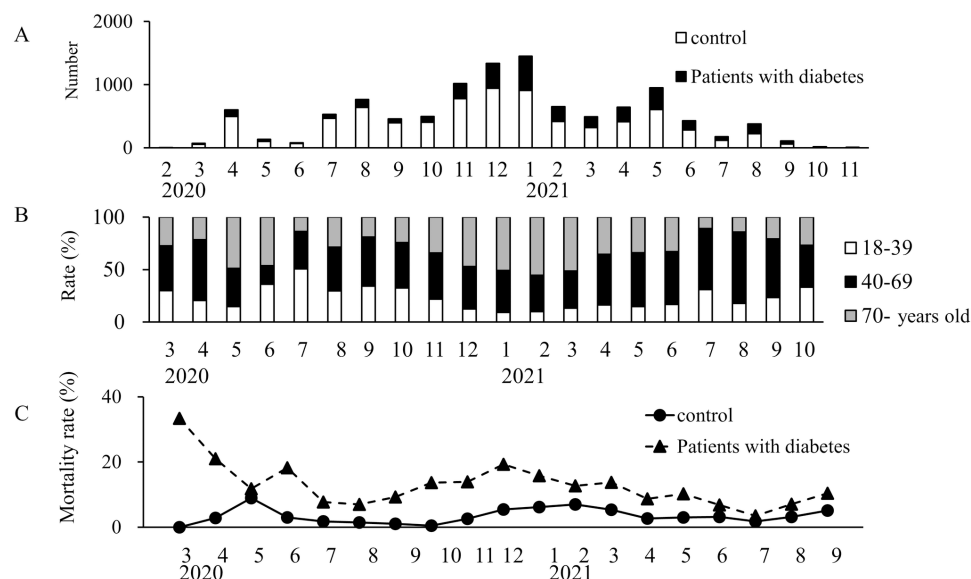 A
Number
2000
1000
0
control
Patients with diabetes
2 3 4 5 6 7 8 9 10 11 12 1 2 3 4 5 6 7 8 9 10 11
2020 2021
B
Rate (%)
100
50
0
18-39
40-69
70- years old
3 4 5 6 7 8 9 10 11 12 1 2 3 4 5 6 7 8 9 10
2020 2021
C
Mortality rate (%)
40
20
0
control
Patients with diabetes
3 4 5 6 7 8 9 10 11 12 1 2 3 4 5 6 7 8 9
2020 2021